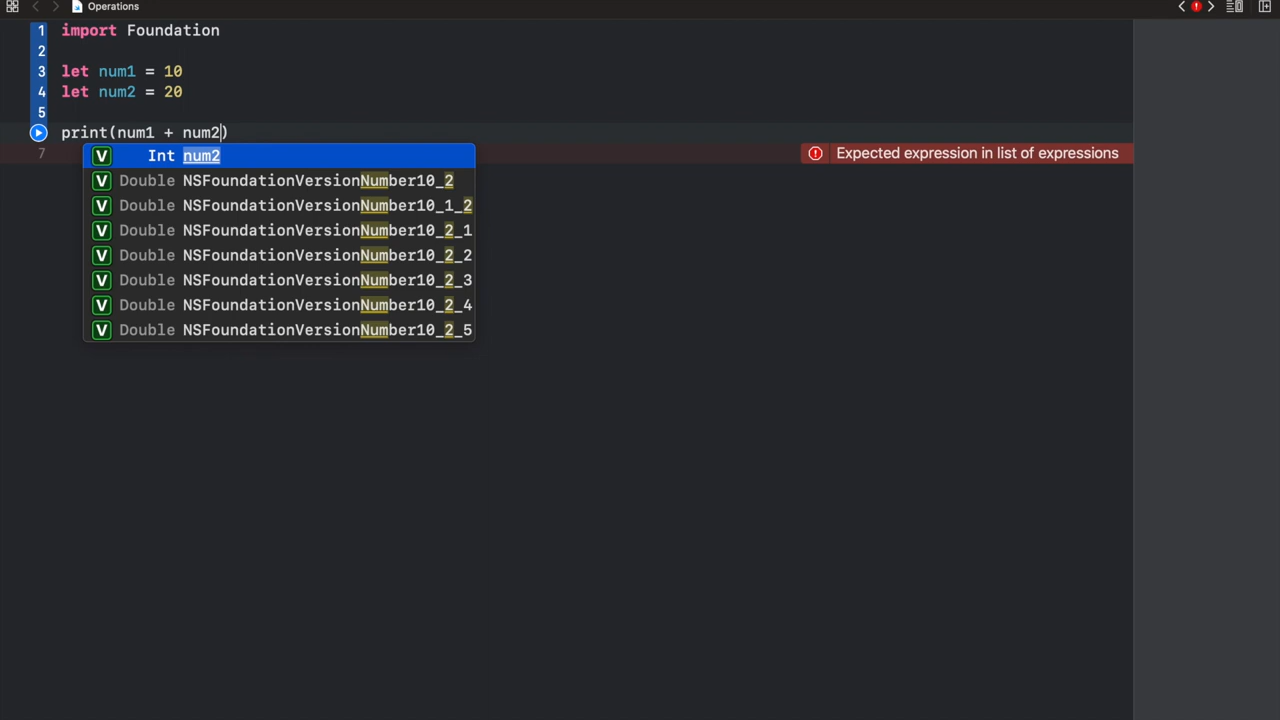 Operations
1 import Foundation
2
3 let num1 = 10
4 let num2 = 20
5
print(num1 + num2)
V Int num2
7
Expected expression in list of expressions
V Double NSFoundationVersionNumber10_2
V Double NSFoundationVersionNumber10_1_2
V Double NSFoundationVersionNumber10_2_1
V Double NSFoundationVersionNumber10_2_2
V Double NSFoundationVersionNumber10_2_3
V Double NSFoundationVersionNumber10_2_4
V Double NSFoundationVersionNumber10_2_5